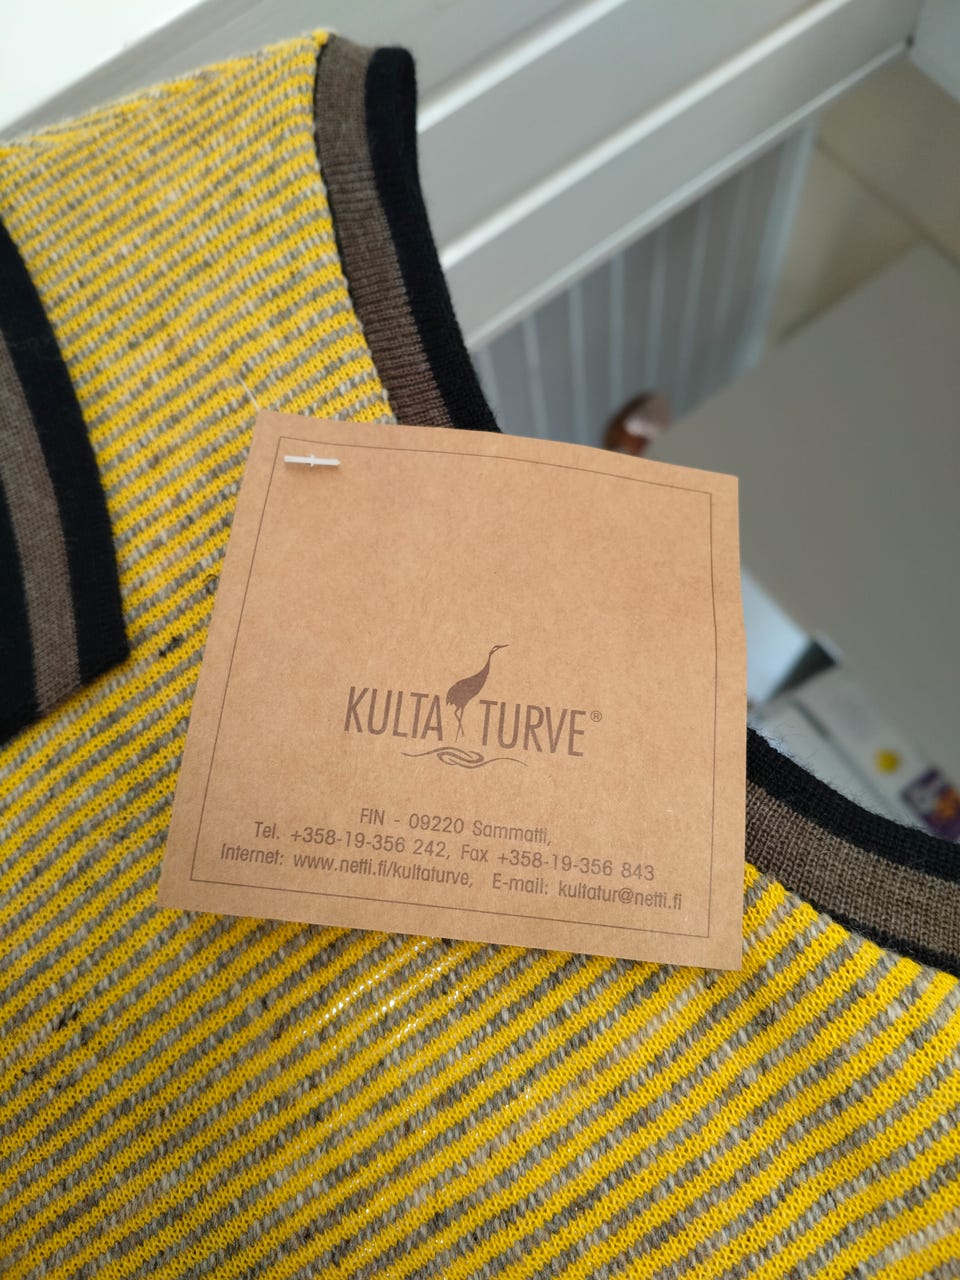 KULTA TURVE®
FIN - 09220 Sammatti,
Tel. +358-19-356 242, Fax +358-19-356 843
Internet: www.netti.fi/kultaturve, E-mail: kultatur@netti.fi